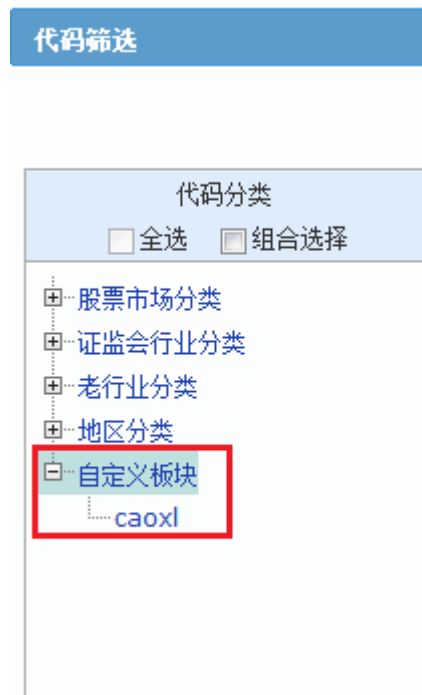 代码筛选
代码分类
全选 组合选择
股票市场分类
证监会行业分类
老行业分类
地区分类
自定义板块
caoxl